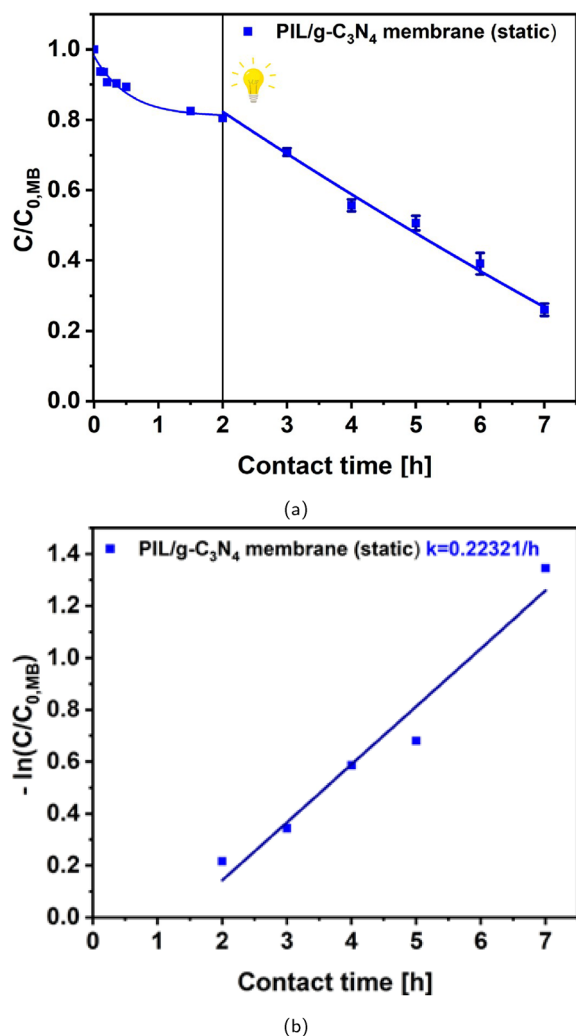 PIL/g-C₃N₄ membrane (static)
1.0
0.8
0.6
0.4
0.2
0.0
C/C₀,MB
0 1 2 3 4 5 6 7
Contact time [h]
(a)
PIL/g-C₃N₄ membrane (static) k=0.22321/h
1.4
1.2
1.0
0.8
0.6
0.4
0.2
0.0
- ln(C/C₀,MB)
0 1 2 3 4 5 6 7
Contact time [h]
(b)